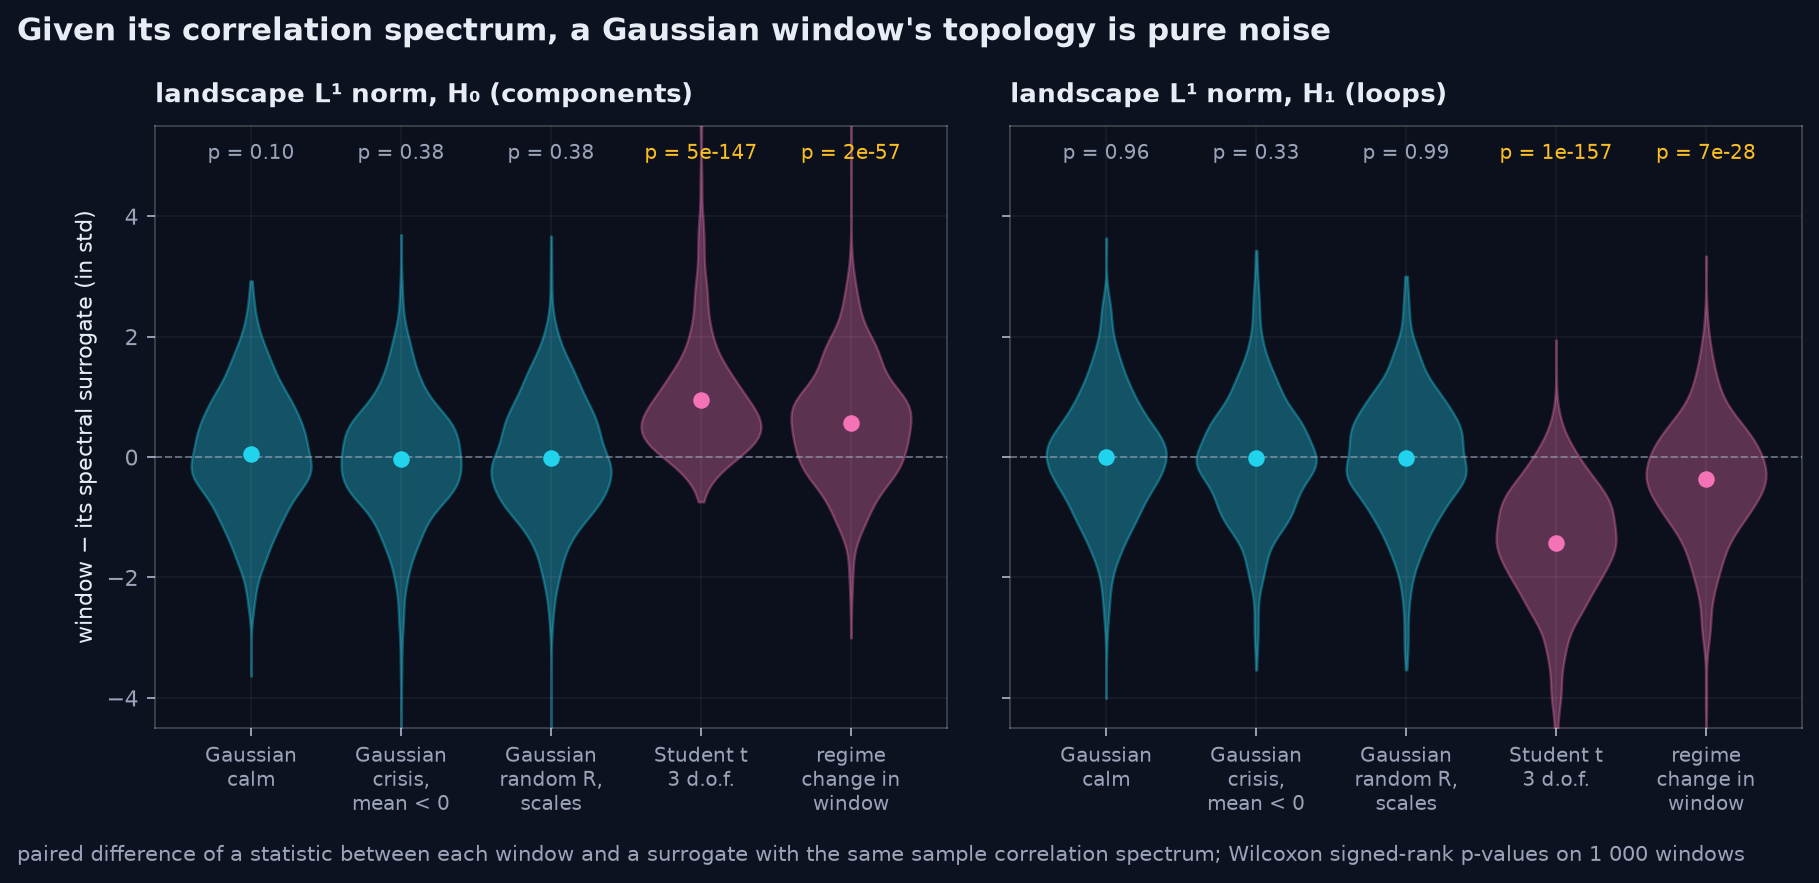 Given its correlation spectrum, a Gaussian window's topology is pure noise
landscape L¹ norm, H₀ (components)
landscape L¹ norm, H₁ (loops)
p = 0.10
p = 0.38
p = 0.38
p = 5e-147
p = 2e-57
p = 0.96
p = 0.33
p = 0.99
p = 1e-157
p = 7e-28
window − its spectral surrogate (in std)
4
2
0
−2
−4
Gaussian
calm
Gaussian
crisis,
mean < 0
Gaussian
random R,
scales
Student t
3 d.o.f.
regime
change in
window
Gaussian
calm
Gaussian
crisis,
mean < 0
Gaussian
random R,
scales
Student t
3 d.o.f.
regime
change in
window
paired difference of a statistic between each window and a surrogate with the same sample correlation spectrum; Wilcoxon signed-rank p-values on 1 000 windows